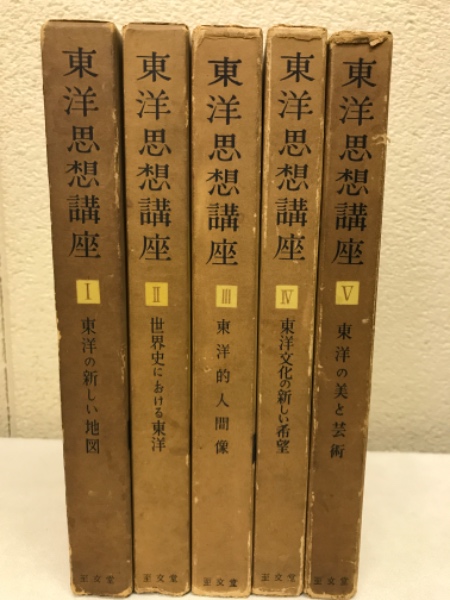 東洋思想講座
I
東洋の新しい地図
至文堂
東洋思想講座
II
世界史における東洋
至文堂
東洋思想講座
III
東洋的人間像
至文堂
東洋思想講座
IV
東洋文化の新しい希望
至文堂
東洋思想講座
V
東洋の美と芸術
至文堂